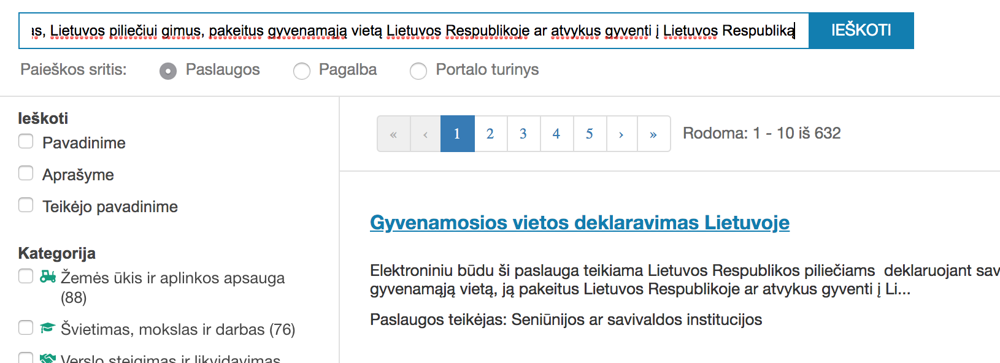 as, Lietuvos piliečiui gimus, pakeitus gyvenamąją vietą Lietuvos Respublikoje ar atvykus gyventi į Lietuvos Respubliką
IEŠKOTI
Paieškos sritis: Paslaugos Pagalba Portalo turinys
Ieškoti
Pavadinime
Aprašyme
Teikėjo pavadinime
Kategorija
Žemės ūkis ir aplinkos apsauga
(88)
Švietimas, mokslas ir darbas (76)
Verslo steigimas ir likvidavimas
« ‹ 1 2 3 4 5 › » Rodoma: 1 - 10 iš 632
Gyvenamosios vietos deklaravimas Lietuvoje
Elektroniniu būdu ši paslauga teikiama Lietuvos Respublikos piliečiams deklaruojant sav
gyvenamąją vietą, ją pakeitus Lietuvos Respublikoje ar atvykus gyventi į Li...
Paslaugos teikėjas: Seniūnijos ar savivaldos institucijos